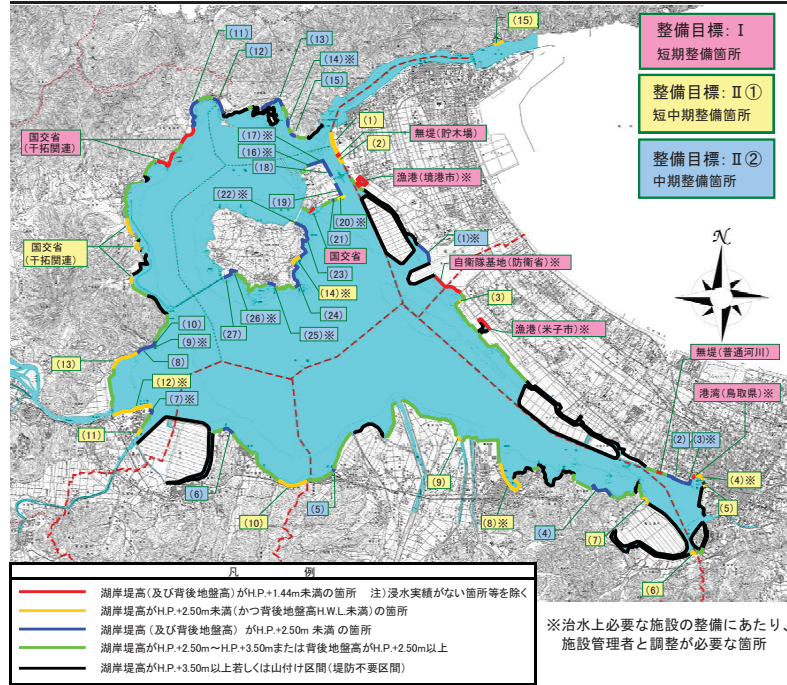 整備目標: Ⅰ
短期整備箇所
整備目標: Ⅱ①
短中期整備箇所
整備目標: Ⅱ②
中期整備箇所
(11)
(12)
(13)
(14)※
(15)
(15)
(1)
(2)
無堤(貯木場)
漁港(境港市)※
国交省
(干拓関連)
(17)※
(16)※
(18)
(19)
(22)※
(20)※
(21)
国交省
(23)
(1)※
自衛隊基地(防衛省)※
(14)※
(3)
漁港(米子市)※
国交省
(干拓関連)
(24)
(25)※
(26)※
(27)
N
(10)
(9)※
(8)
(13)
(12)※
(7)※
(11)
無堤(普通河川)
港湾(鳥取県)※
(2)
(3)※
(4)※
(5)
(6)
(10)
(5)
(9)
(8)※
(4)
(7)
(6)
凡 例
湖岸堤高(及び背後地盤高)がH.P.+1.44m未満の箇所 注)浸水実績がない箇所等を除く
湖岸堤高がH.P.+2.50m未満(かつ背後地盤高H.W.L.未満)の箇所
湖岸堤高(及び背後地盤高) がH.P.+2.50m 未満 の箇所
湖岸堤高がH.P.+2.50m～H.P.+3.50mまたは背後地盤高がH.P.+2.50m以上
湖岸堤高がH.P.+3.50m以上若しくは山付け区間(堤防不要区間)
※治水上必要な施設の整備にあたり、
施設管理者と調整が必要な箇所